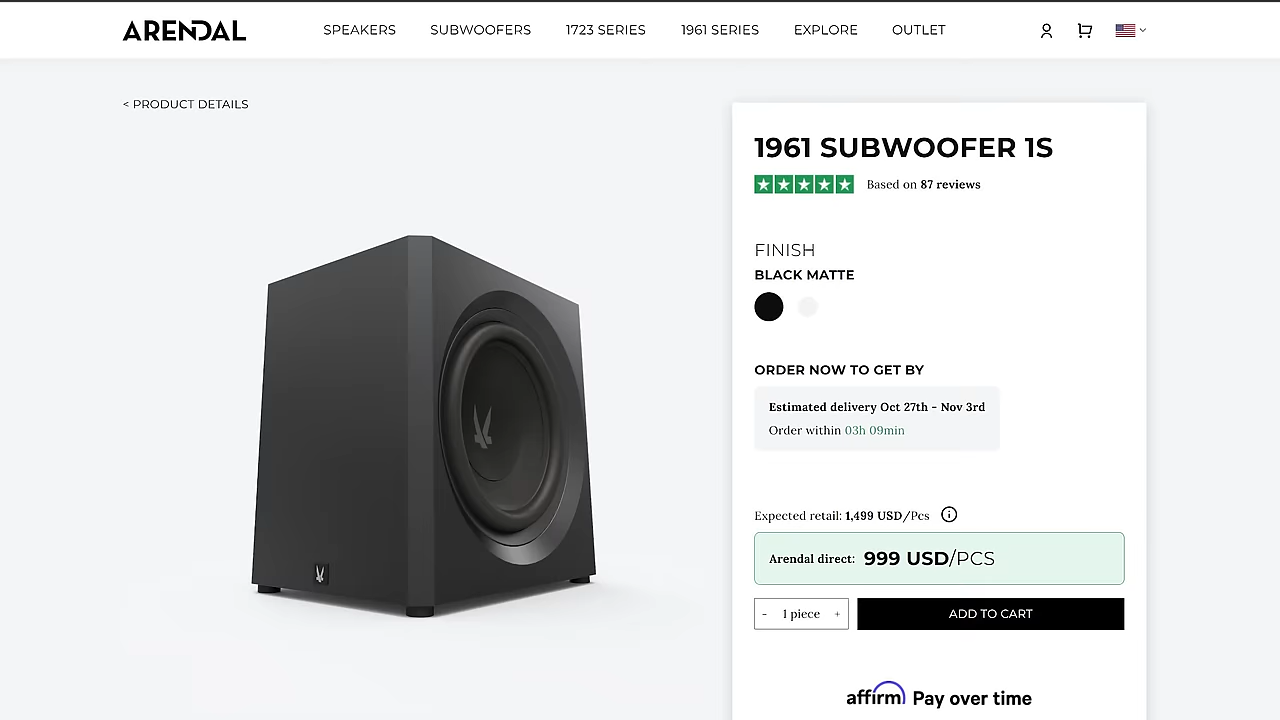 ARENDAL SPEAKERS SUBWOOFERS 1723 SERIES 1961 SERIES EXPLORE OUTLET
< PRODUCT DETAILS
1961 SUBWOOFER 1S
Based on 87 reviews
FINISH
BLACK MATTE
ORDER NOW TO GET BY
Estimated delivery Oct 27th - Nov 3rd
Order within 03h 09min
Expected retail: 1,499 USD/Pcs
Arendal direct: 999 USD/PCS
- 1 piece + ADD TO CART
affirm Pay over time